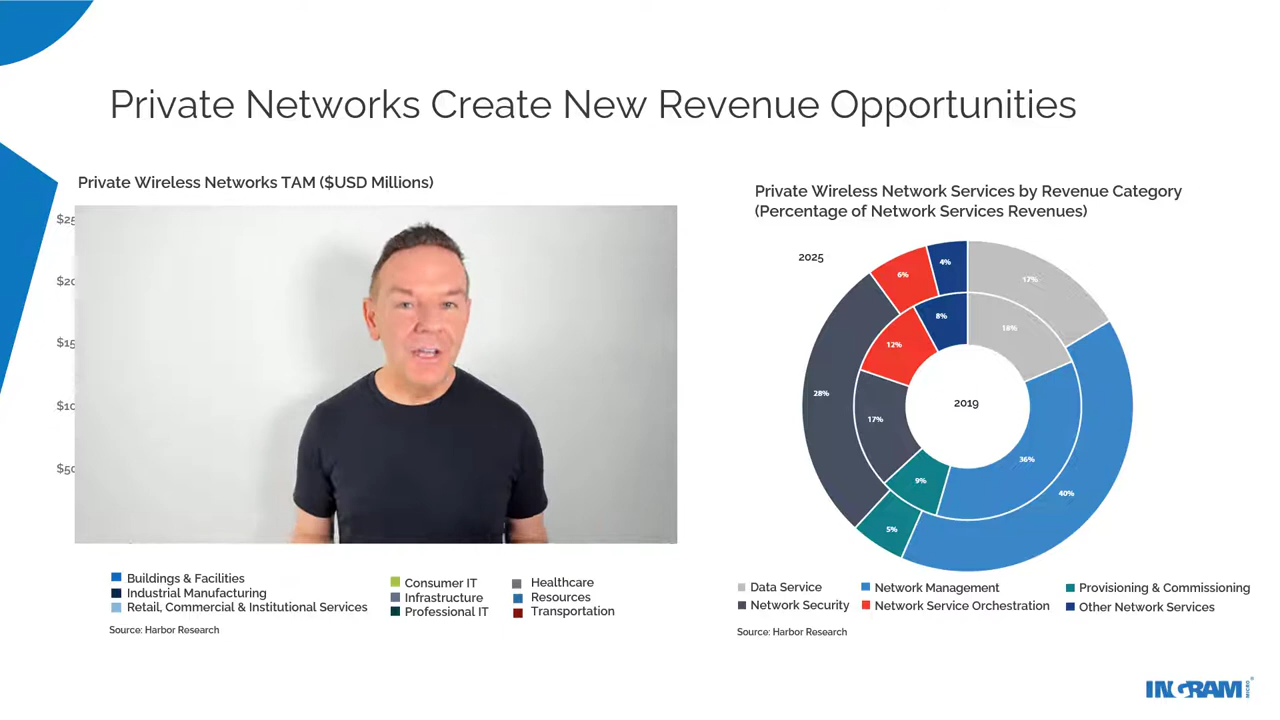 Private Networks Create New Revenue Opportunities
Private Wireless Networks TAM ($USD Millions)
Private Wireless Network Services by Revenue Category
(Percentage of Network Services Revenues)
2025
2019
17%
40%
5%
28%
6%
4%
18%
36%
9%
17%
12%
8%
Buildings & Facilities
Industrial Manufacturing
Retail, Commercial & Institutional Services
Consumer IT
Infrastructure
Professional IT
Healthcare
Resources
Transportation
Source: Harbor Research
Data Service
Network Management
Provisioning & Commissioning
Network Security
Network Service Orchestration
Other Network Services
Source: Harbor Research
INGRAM MICRO